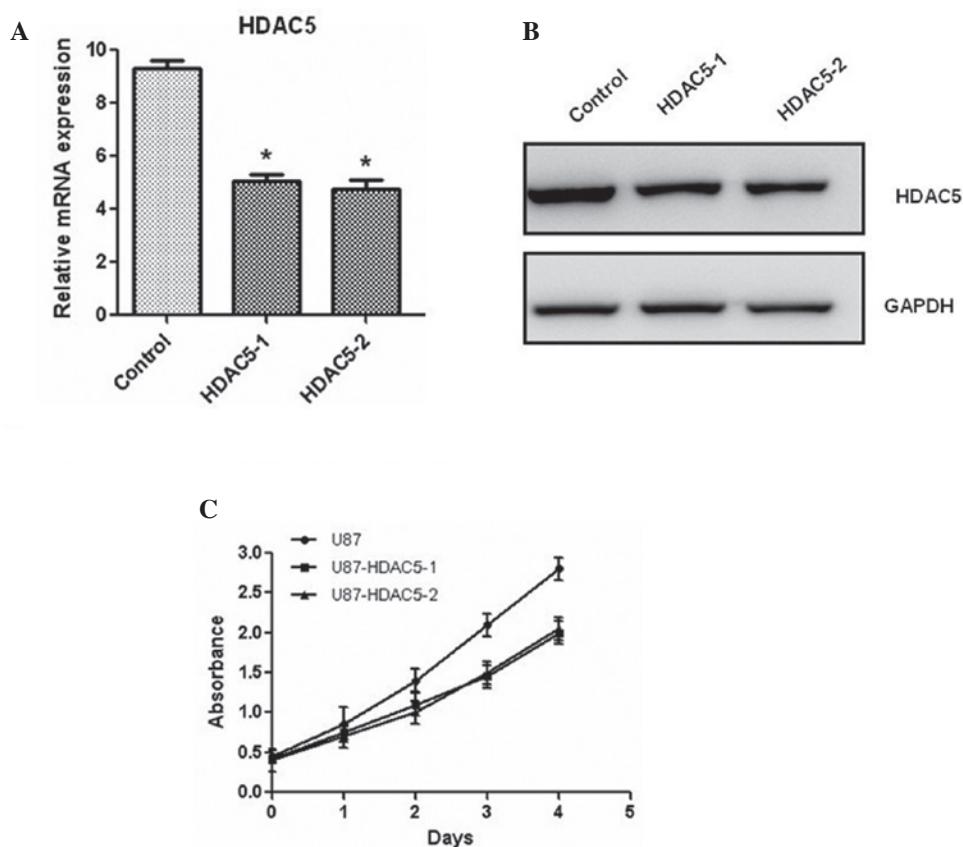 A
HDAC5
Relative mRNA expression
10
8
6
4
2
0
*
*
Control
HDAC5-1
HDAC5-2
B
Control
HDAC5-1
HDAC5-2
HDAC5
GAPDH
C
U87
U87-HDAC5-1
U87-HDAC5-2
Absorbance
3.0
2.5
2.0
1.5
1.0
0.5
0.0
0 1 2 3 4 5
Days